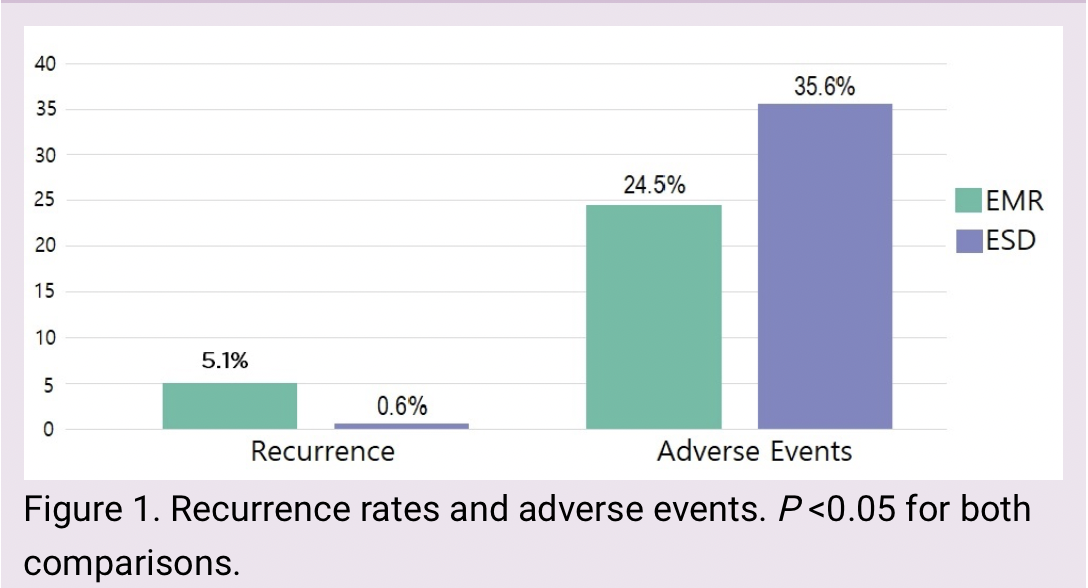 40
35
30
25
20
15
10
5
0
5.1%
0.6%
24.5%
35.6%
Recurrence
Adverse Events
EMR
ESD
Figure 1. Recurrence rates and adverse events. P<0.05 for both
comparisons.